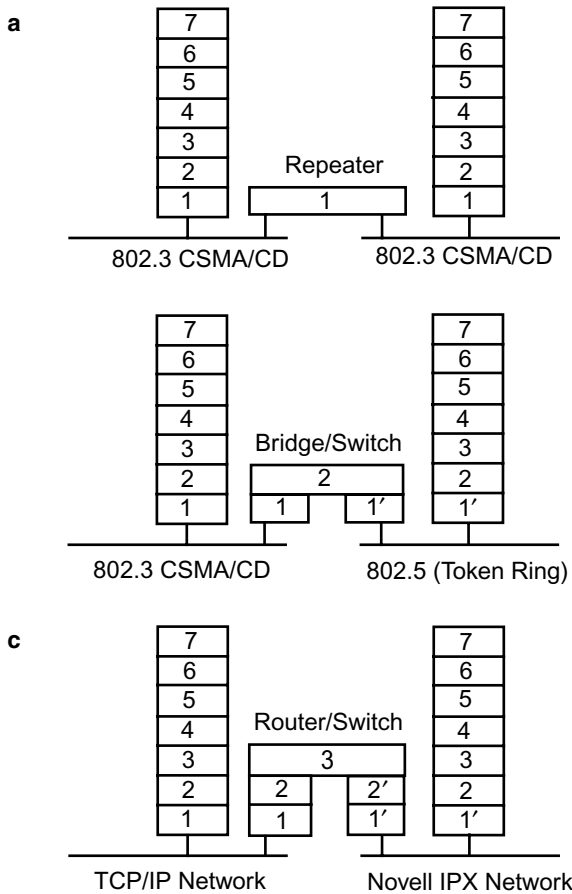 a
7 7
6 6
5 5
4 4
3 3
2 Repeater 2
1 1 1
802.3 CSMA/CD 802.3 CSMA/CD
7 7
6 6
5 5
4 4
3 Bridge/Switch 3
2 2 2
1 1 1′ 1′
802.3 CSMA/CD 802.5 (Token Ring)
c
7 7
6 6
5 5
4 Router/Switch 4
3 3 3
2 2 2′ 2
1 1 1′ 1′
TCP/IP Network Novell IPX Network